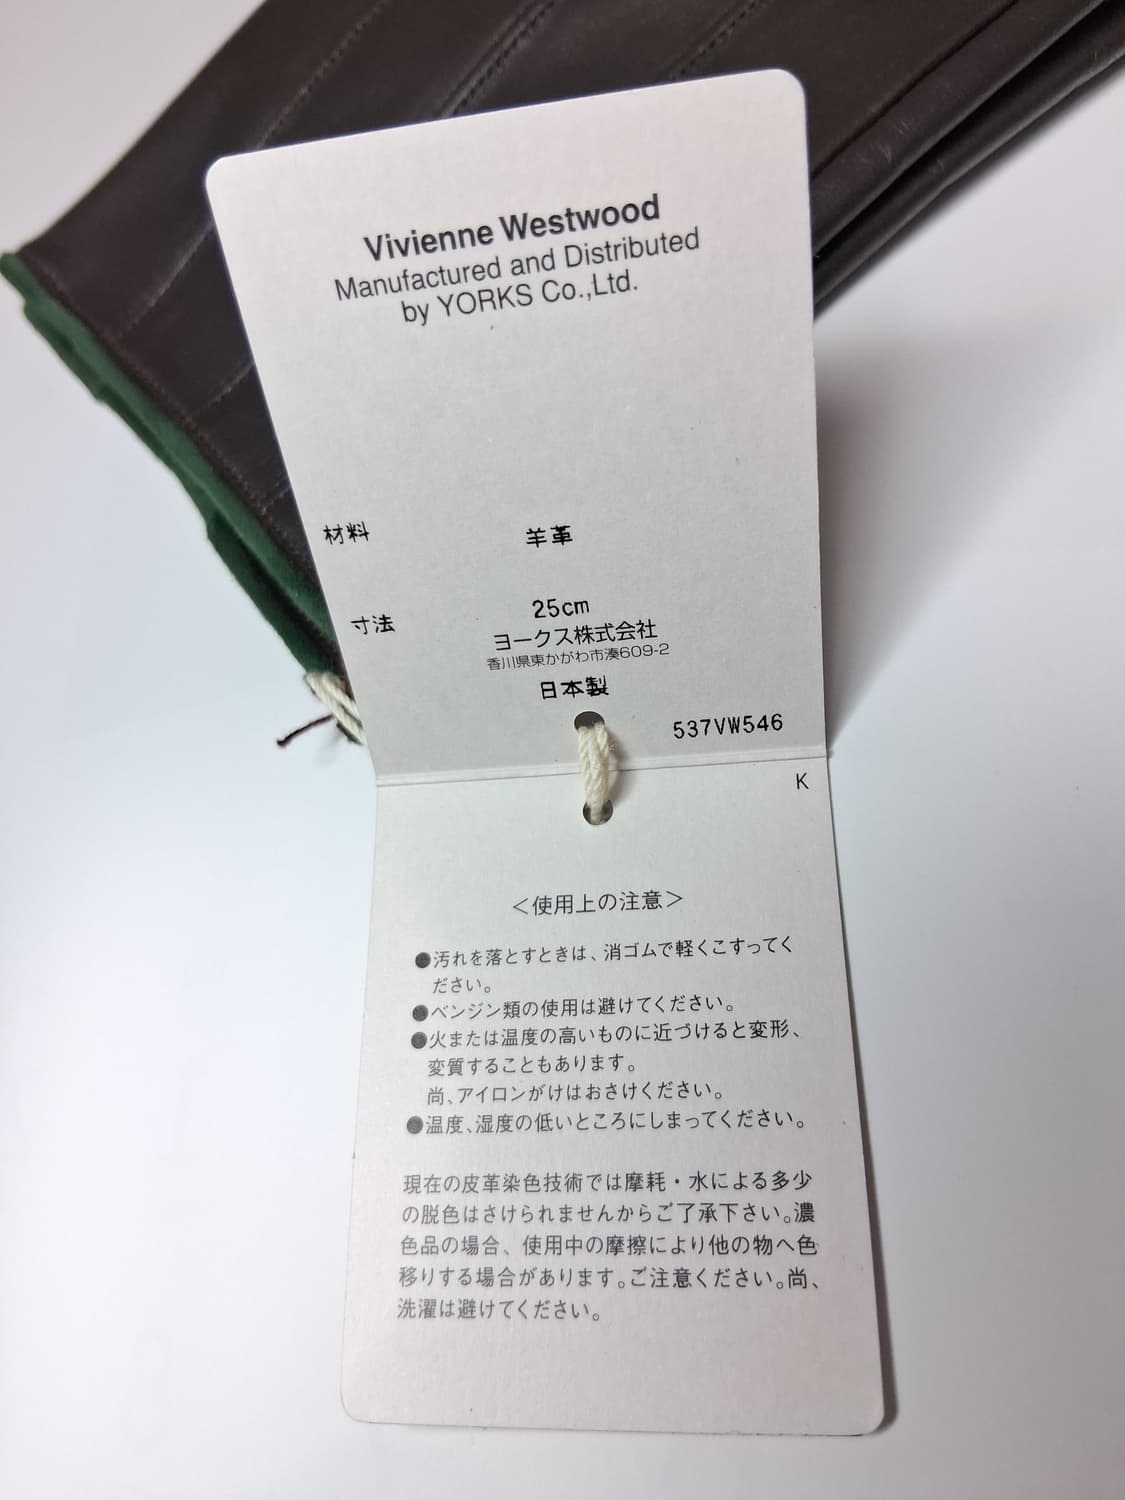 Vivienne Westwood
Manufactured and Distributed
by YORKS Co.,Ltd.
材料 羊革
寸法 25cm
ヨークス株式会社
香川県東かがわ市湊609-2
日本製
537VW546
K
＜使用上の注意＞
●汚れを落とすときは、消ゴムで軽くこすってく
ださい。
●ベンジン類の使用は避けてください。
●火または温度の高いものに近づけると変形、
変質することもあります。
尚、アイロンがけはおさけください。
●温度、湿度の低いところにしまってください。
現在の皮革染色技術では摩耗・水による多少
の脱色はさけられませんからご了承下さい。濃
色品の場合、使用中の摩擦により他の物へ色
移りする場合があります。ご注意ください。尚、
洗濯は避けてください。